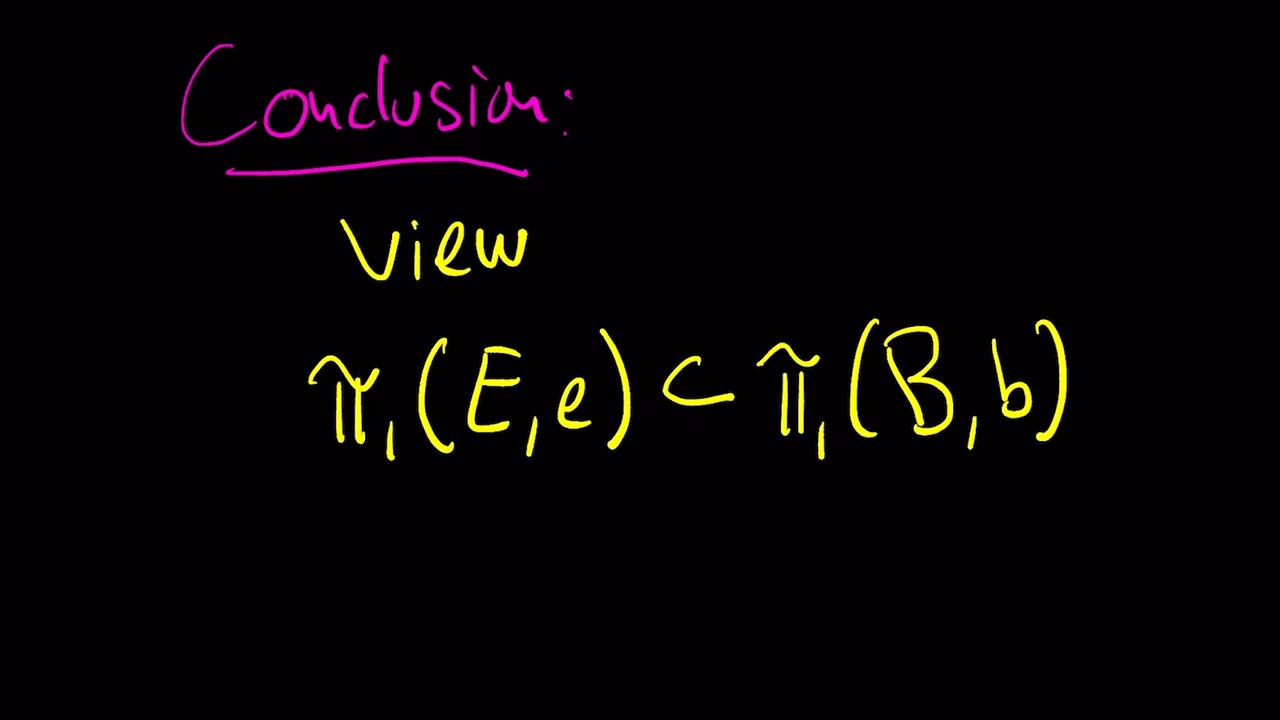 Conclusion:
View
π₁(E,e) ⊂ π₁(B,b)